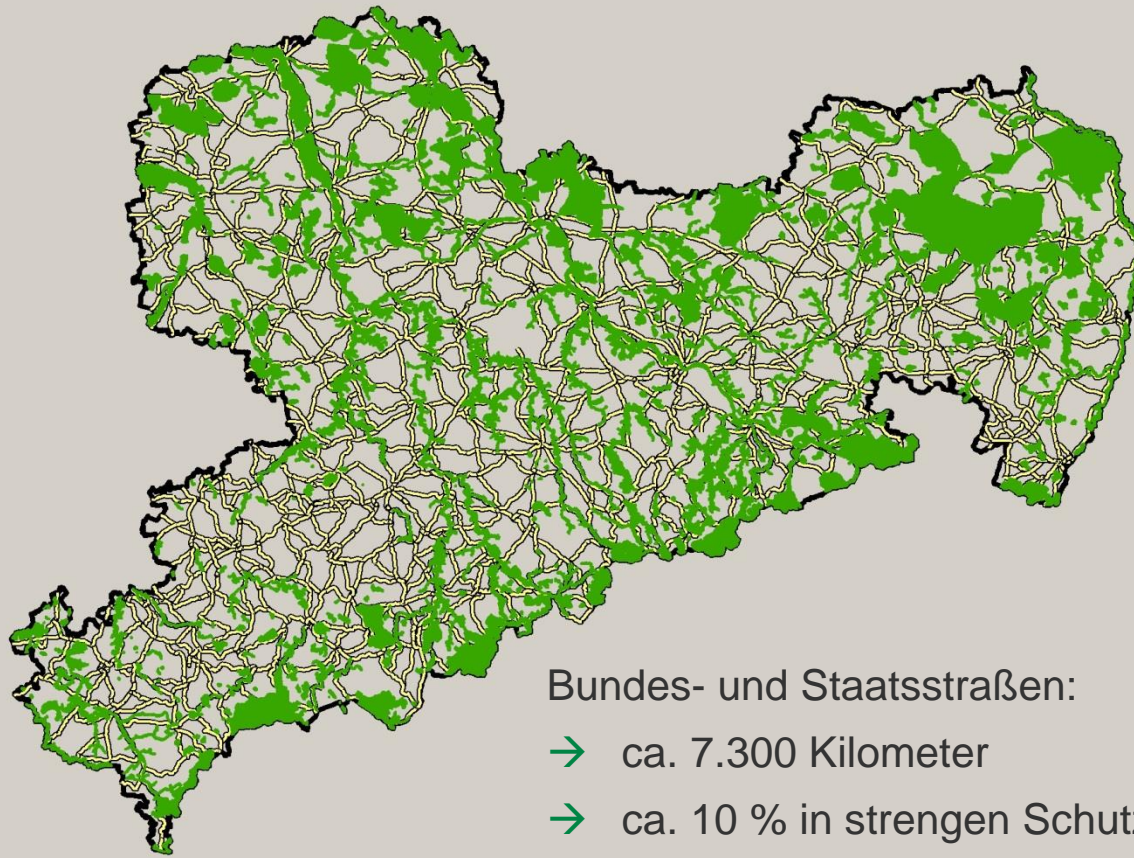 Bundes- und Staatsstraßen:
→ ca. 7.300 Kilometer
→ ca. 10 % in strengen